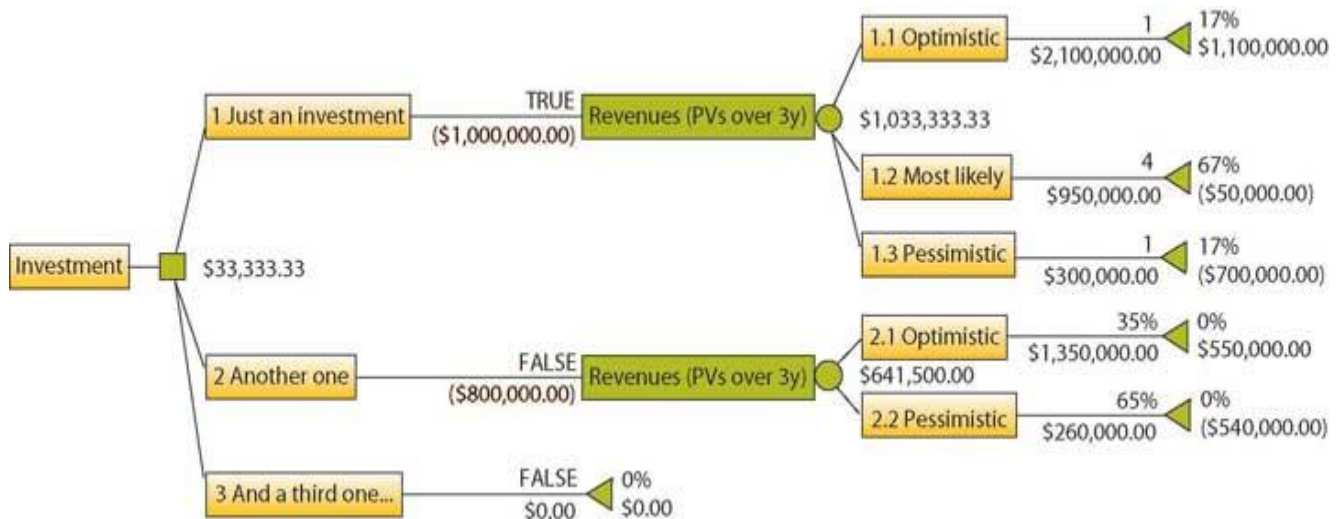 1.1 Optimistic
1
$2,100,000.00
17%
$1,100,000.00
1 Just an investment
TRUE
($1,000,000.00)
Revenues (PVs over 3y)
$1,033,333.33
1.2 Most likely
4
$950,000.00
67%
($50,000.00)
1.3 Pessimistic
1
$300,000.00
17%
($700,000.00)
Investment
$33,333.33
2 Another one
FALSE
($800,000.00)
Revenues (PVs over 3y)
$641,500.00
2.1 Optimistic
35%
$1,350,000.00
0%
$550,000.00
2.2 Pessimistic
65%
$260,000.00
0%
($540,000.00)
3 And a third one...
FALSE
$0.00
0%
$0.00